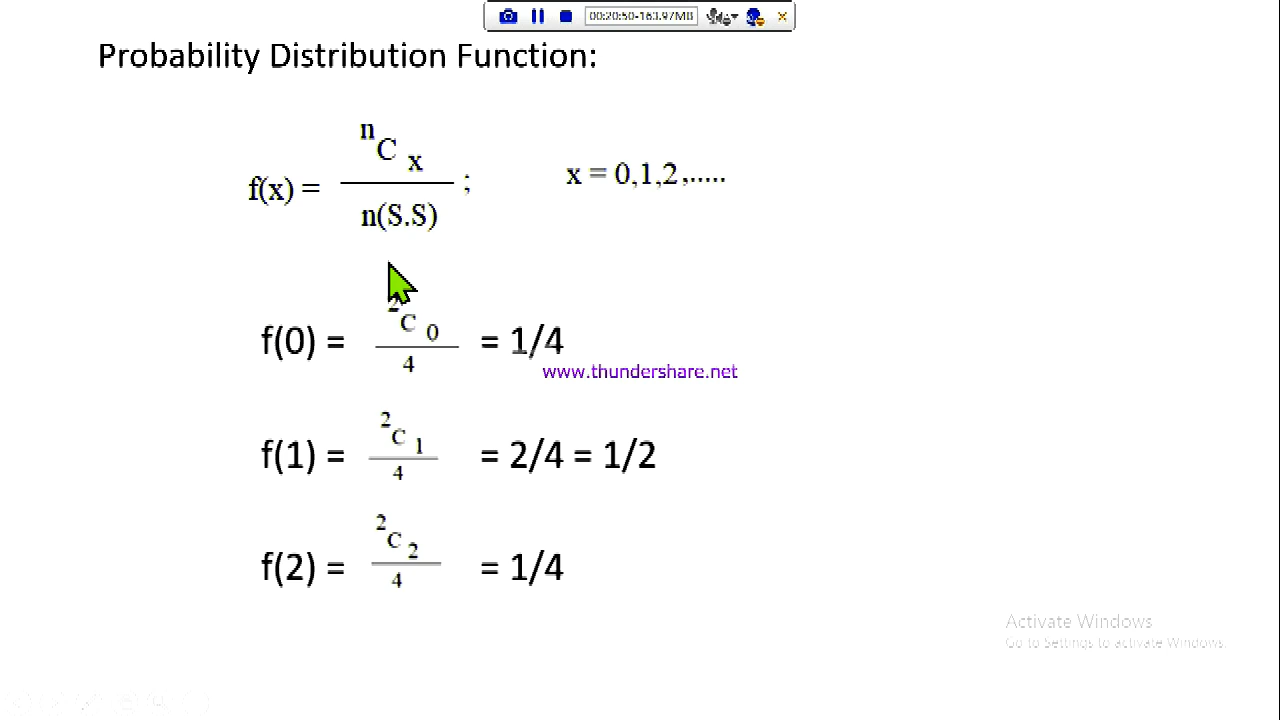 00:20:50-163.97MB
Probability Distribution Function:
f(x) = nCx / n(S.S) ; x = 0,1,2,.....
f(0) = 2C0 / 4 = 1/4
www.thundershare.net
f(1) = 2C1 / 4 = 2/4 = 1/2
f(2) = 2C2 / 4 = 1/4
Activate Windows
Go to Settings to activate Windows.